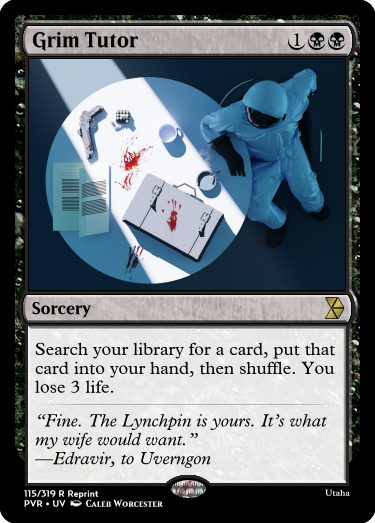 Grim Tutor 1
Sorcery
Search your library for a card, put that
card into your hand, then shuffle. You
lose 3 life.
“Fine. The Lynchpin is yours. It's what
my wife would want.”
—Edravir, to Uverngon
115/319 R Reprint
Utaha
PVR • UV CALEB WORCESTER